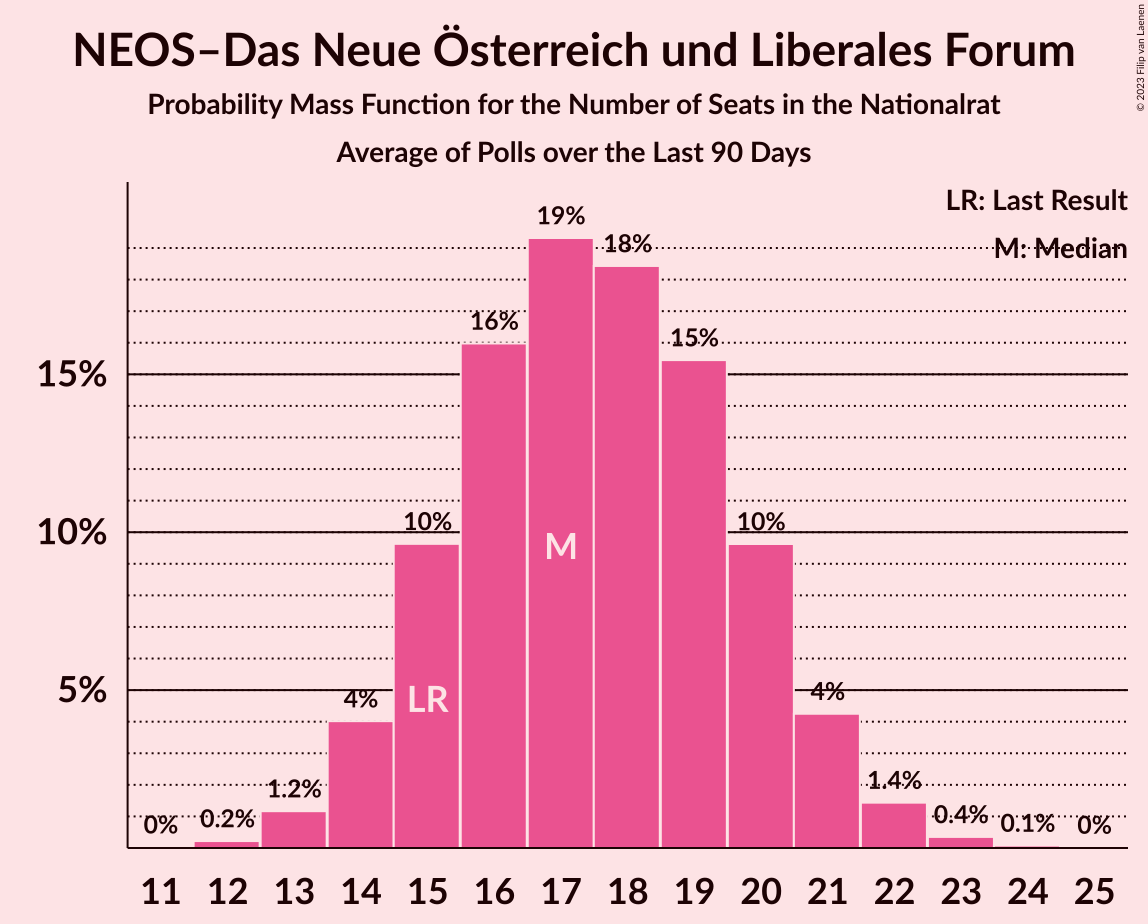 NEOS–Das Neue Österreich und Liberales Forum
Probability Mass Function for the Number of Seats in the Nationalrat
Average of Polls over the Last 90 Days
© 2023 Filip van Laenen
LR: Last Result
M: Median
15%
10%
5%
0%
0.2%
1.2%
4%
10%
16%
19%
18%
15%
10%
4%
1.4%
0.4%
0.1%
0%
LR
M
11 12 13 14 15 16 17 18 19 20 21 22 23 24 25